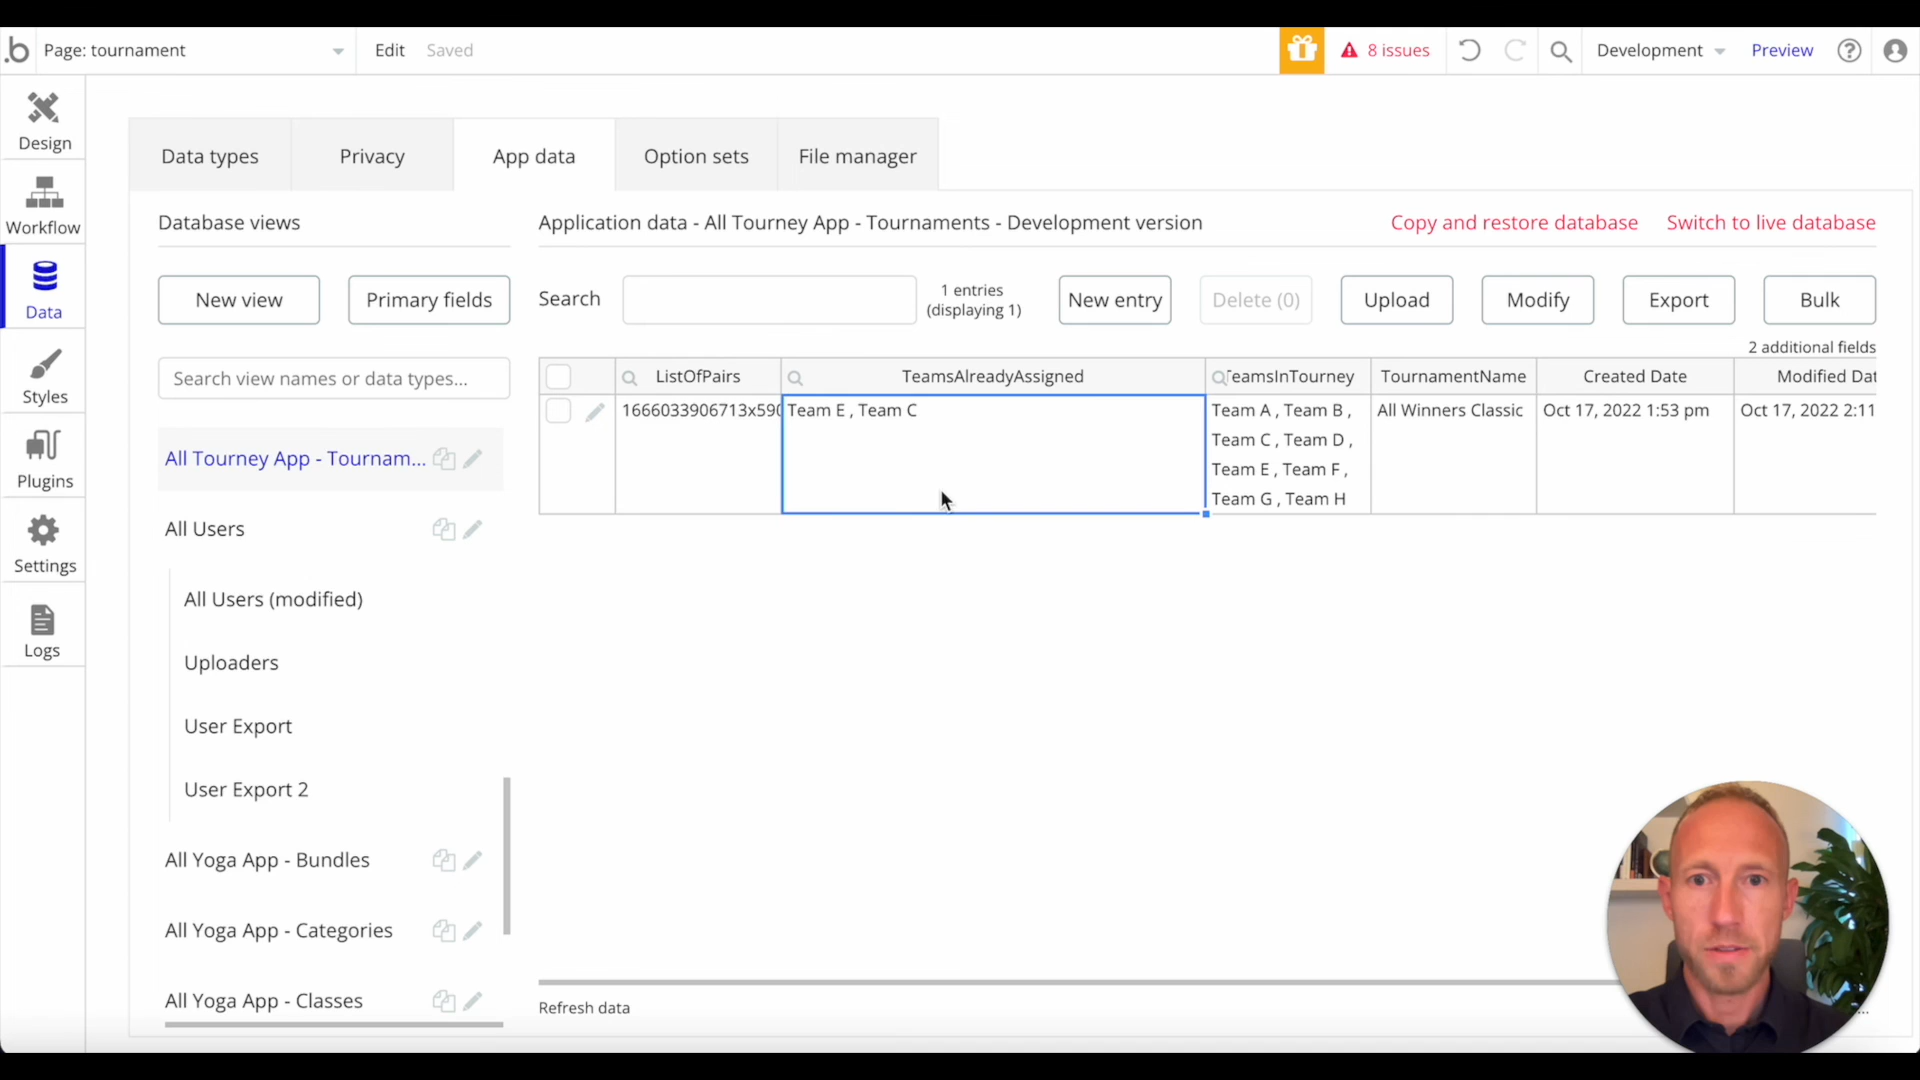 .b Page: tournament Edit Saved 8 issues Development Preview
Design
Workflow
Data
Styles
Plugins
Settings
Logs
Data types Privacy App data Option sets File manager
Database views
New view Primary fields
Search view names or data types...
All Tourney App - Tournam...
All Users
All Users (modified)
Uploaders
User Export
User Export 2
All Yoga App - Bundles
All Yoga App - Categories
All Yoga App - Classes
Application data - All Tourney App - Tournaments - Development version Copy and restore database Switch to live database
Search 1 entries
(displaying 1)
New entry Delete (0) Upload Modify Export Bulk
2 additional fields
ListOfPairs TeamsAlreadyAssigned TeamsInTourney TournamentName Created Date Modified Dat
1666033906713x590 Team E , Team C Team A , Team B , All Winners Classic Oct 17, 2022 1:53 pm Oct 17, 2022 2:11
Team C , Team D ,
Team E , Team F ,
Team G , Team H
Refresh data